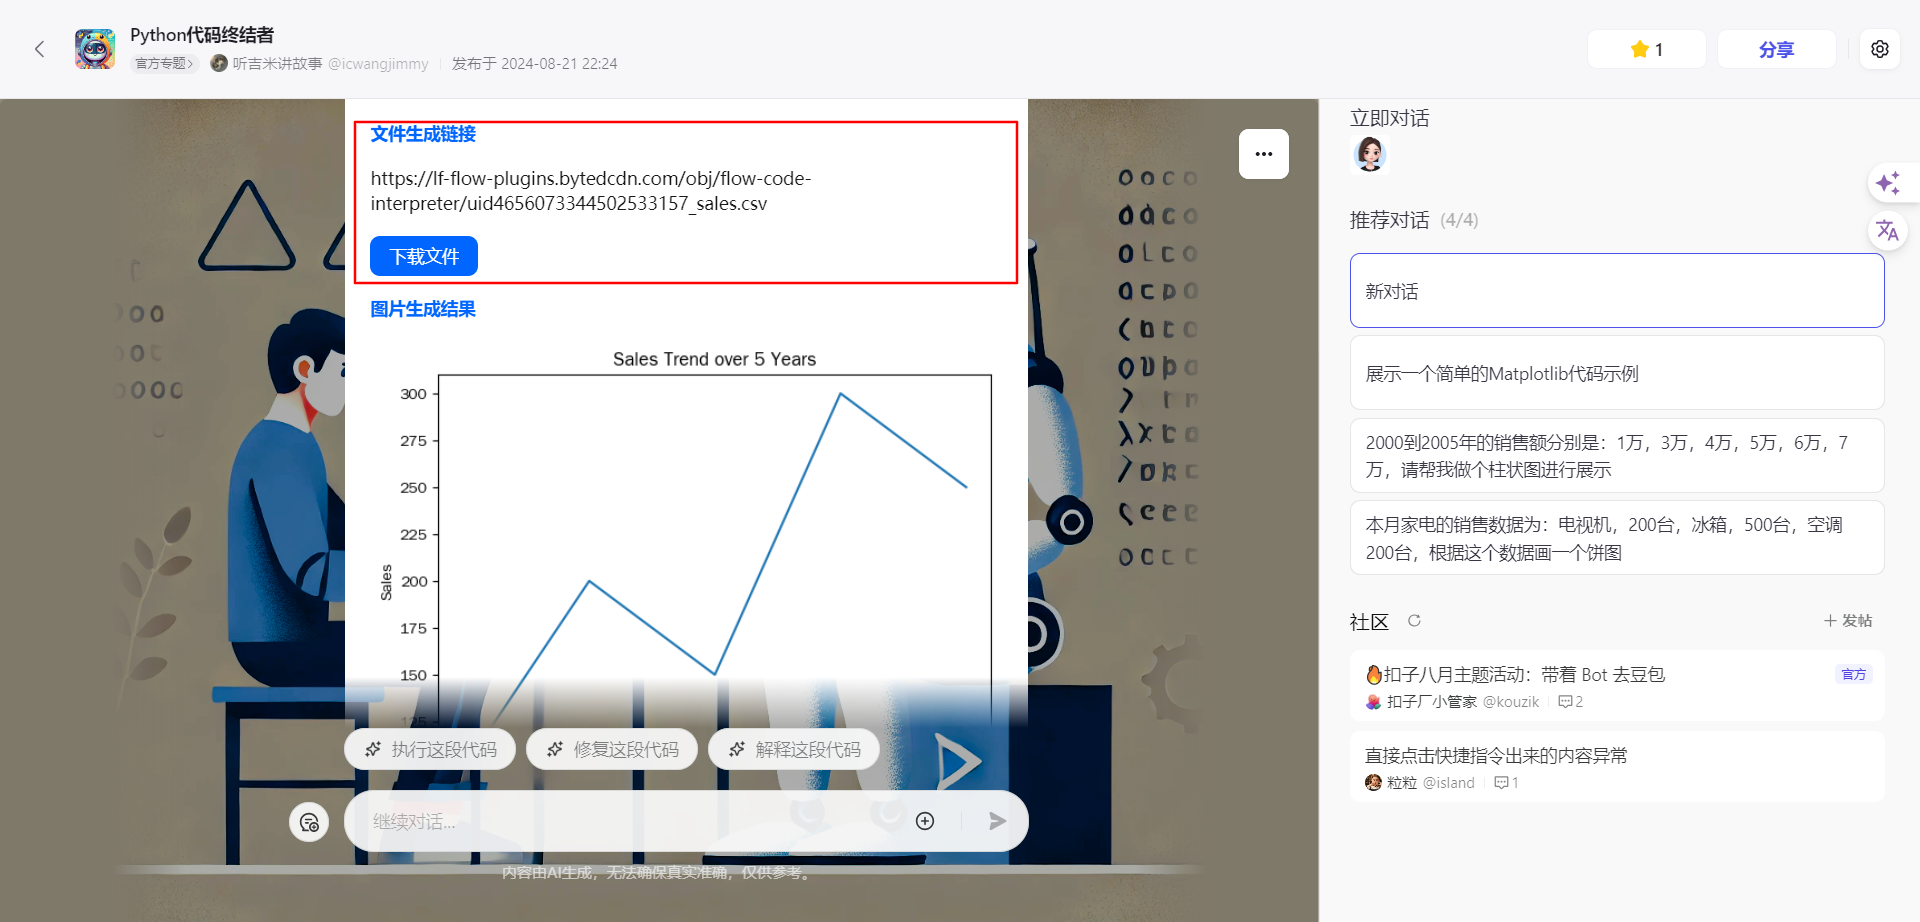 Python代码终结者
官方专题> 听吉米讲故事 @icwangjimmy 发布于 2024-08-21 22:24
1
分享
文件生成链接
https://lf-flow-plugins.bytedcdn.com/obj/flow-code-
interpreter/uid4656073344502533157_sales.csv
下载文件
图片生成结果
Sales Trend over 5 Years
300
275
250
225
200
175
150
125
Sales
执行这段代码
修复这段代码
解释这段代码
继续对话...
内容由AI生成，无法确保真实准确，仅供参考。
立即对话
推荐对话 (4/4)
新对话
展示一个简单的Matplotlib代码示例
2000到2005年的销售额分别是：1万，3万，4万，5万，6万，7
万，请帮我做个柱状图进行展示
本月家电的销售数据为：电视机，200台，冰箱，500台，空调
200台，根据这个数据画一个饼图
社区
+ 发帖
扣子八月主题活动：带着 Bot 去豆包
官方
扣子厂小管家 @kouzik 2
直接点击快捷指令出来的内容异常
粒粒 @island 1